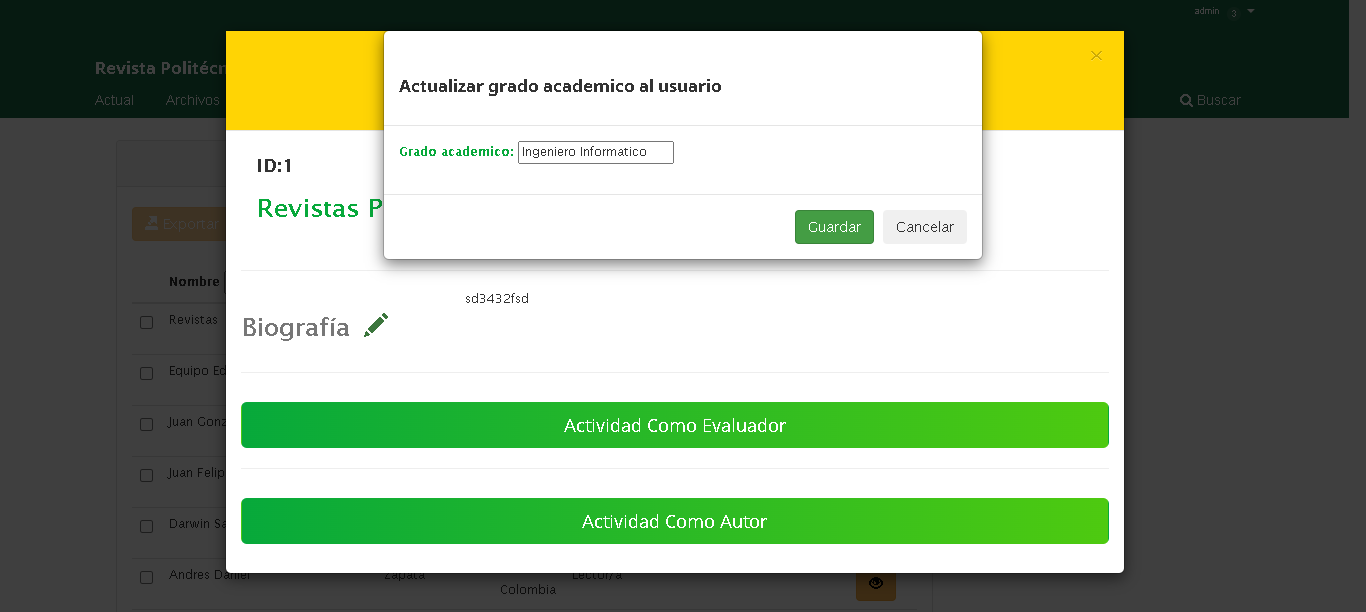 admin 3
Revista Politécn
Actual Archivos
Buscar
×
Actualizar grado academico al usuario
Grado academico: Ingeniero Informatico
Guardar Cancelar
ID:1
Revistas P
Exportar
Nombre
Revistas
Equipo Ed
Juan Gonz
Juan Felip
Darwin Sa
Andres Daniel Zapata Lector/a
Colombia
sd3432fsd
Biografía
Actividad Como Evaluador
Actividad Como Autor